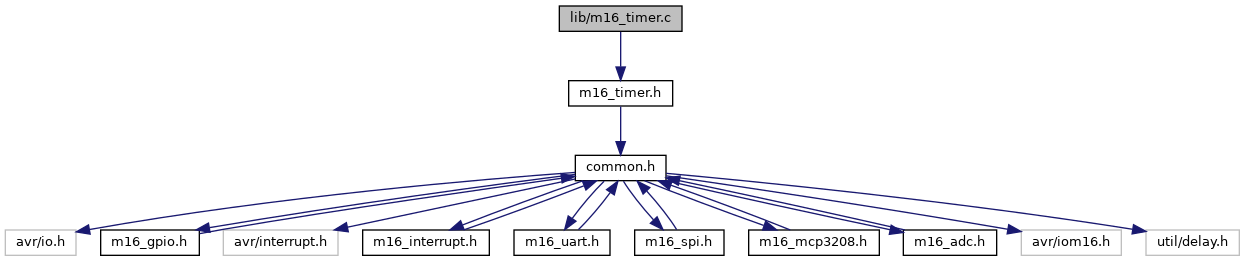 lib/m16_timer.c
m16_timer.h
common.h
avr/io.h
m16_gpio.h
avr/interrupt.h
m16_interrupt.h
m16_uart.h
m16_spi.h
m16_mcp3208.h
m16_adc.h
avr/iom16.h
util/delay.h